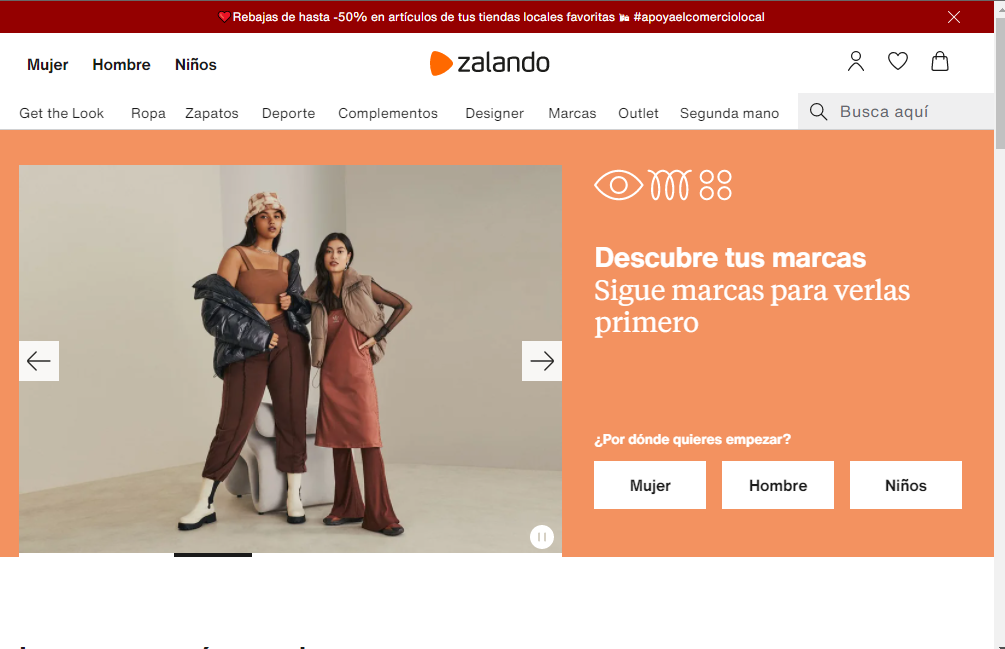 Rebajas de hasta -50% en artículos de tus tiendas locales favoritas #apoyaelcomerciolocal
Mujer Hombre Niños
zalando
Get the Look Ropa Zapatos Deporte Complementos Designer Marcas Outlet Segunda mano
Busca aquí
Descubre tus marcas
Sigue marcas para verlas
primero
¿Por dónde quieres empezar?
Mujer Hombre Niños